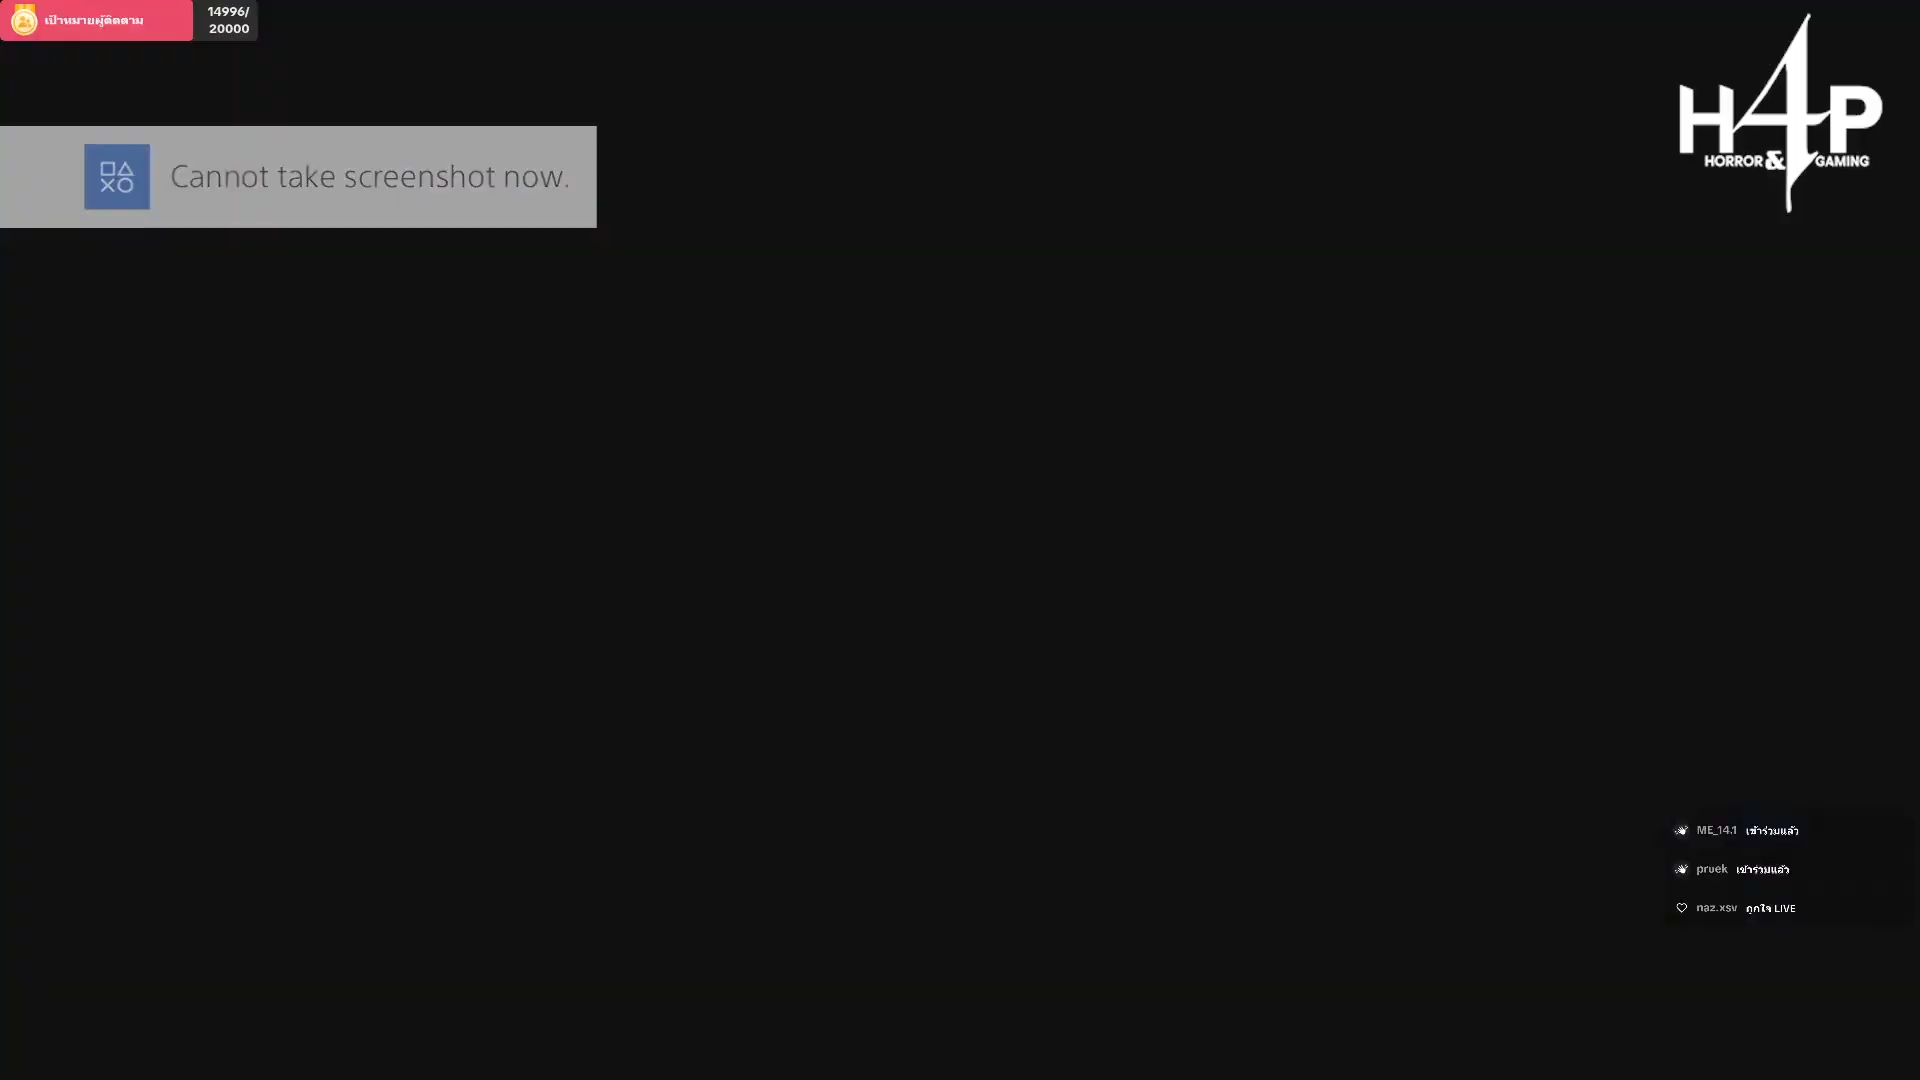 เป้าหมายผู้ติดตาม
14996/
20000
H4P
HORROR & GAMING
Cannot take screenshot now.
ME_14.1 เข้าร่วมแล้ว
pruek เข้าร่วมแล้ว
naz.xsv ถูกใจ LIVE